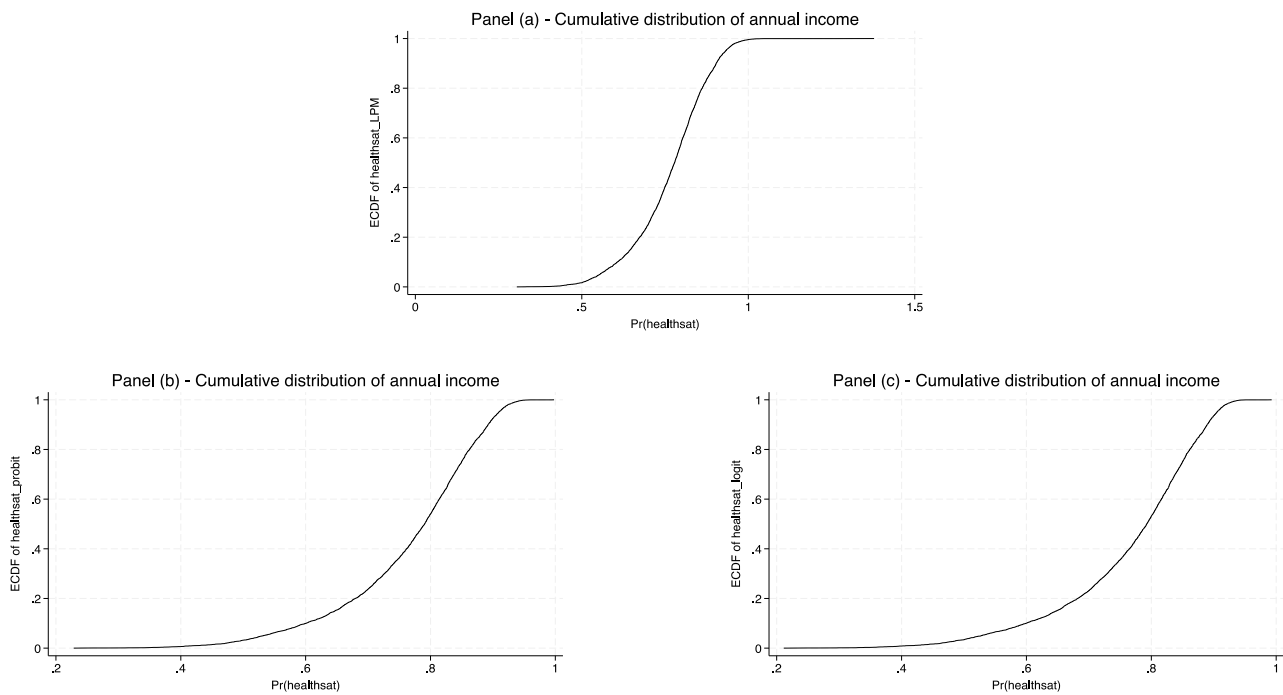 Panel (a) - Cumulative distribution of annual income
ECDF of healthsat_LPM
1
.8
.6
.4
.2
0
0 .5 1 1.5
Pr(healthsat)
Panel (b) - Cumulative distribution of annual income
ECDF of healthsat_probit
1
.8
.6
.4
.2
0
.2 .4 .6 .8 1
Pr(healthsat)
Panel (c) - Cumulative distribution of annual income
ECDF of healthsat_logit
1
.8
.6
.4
.2
0
.2 .4 .6 .8 1
Pr(healthsat)